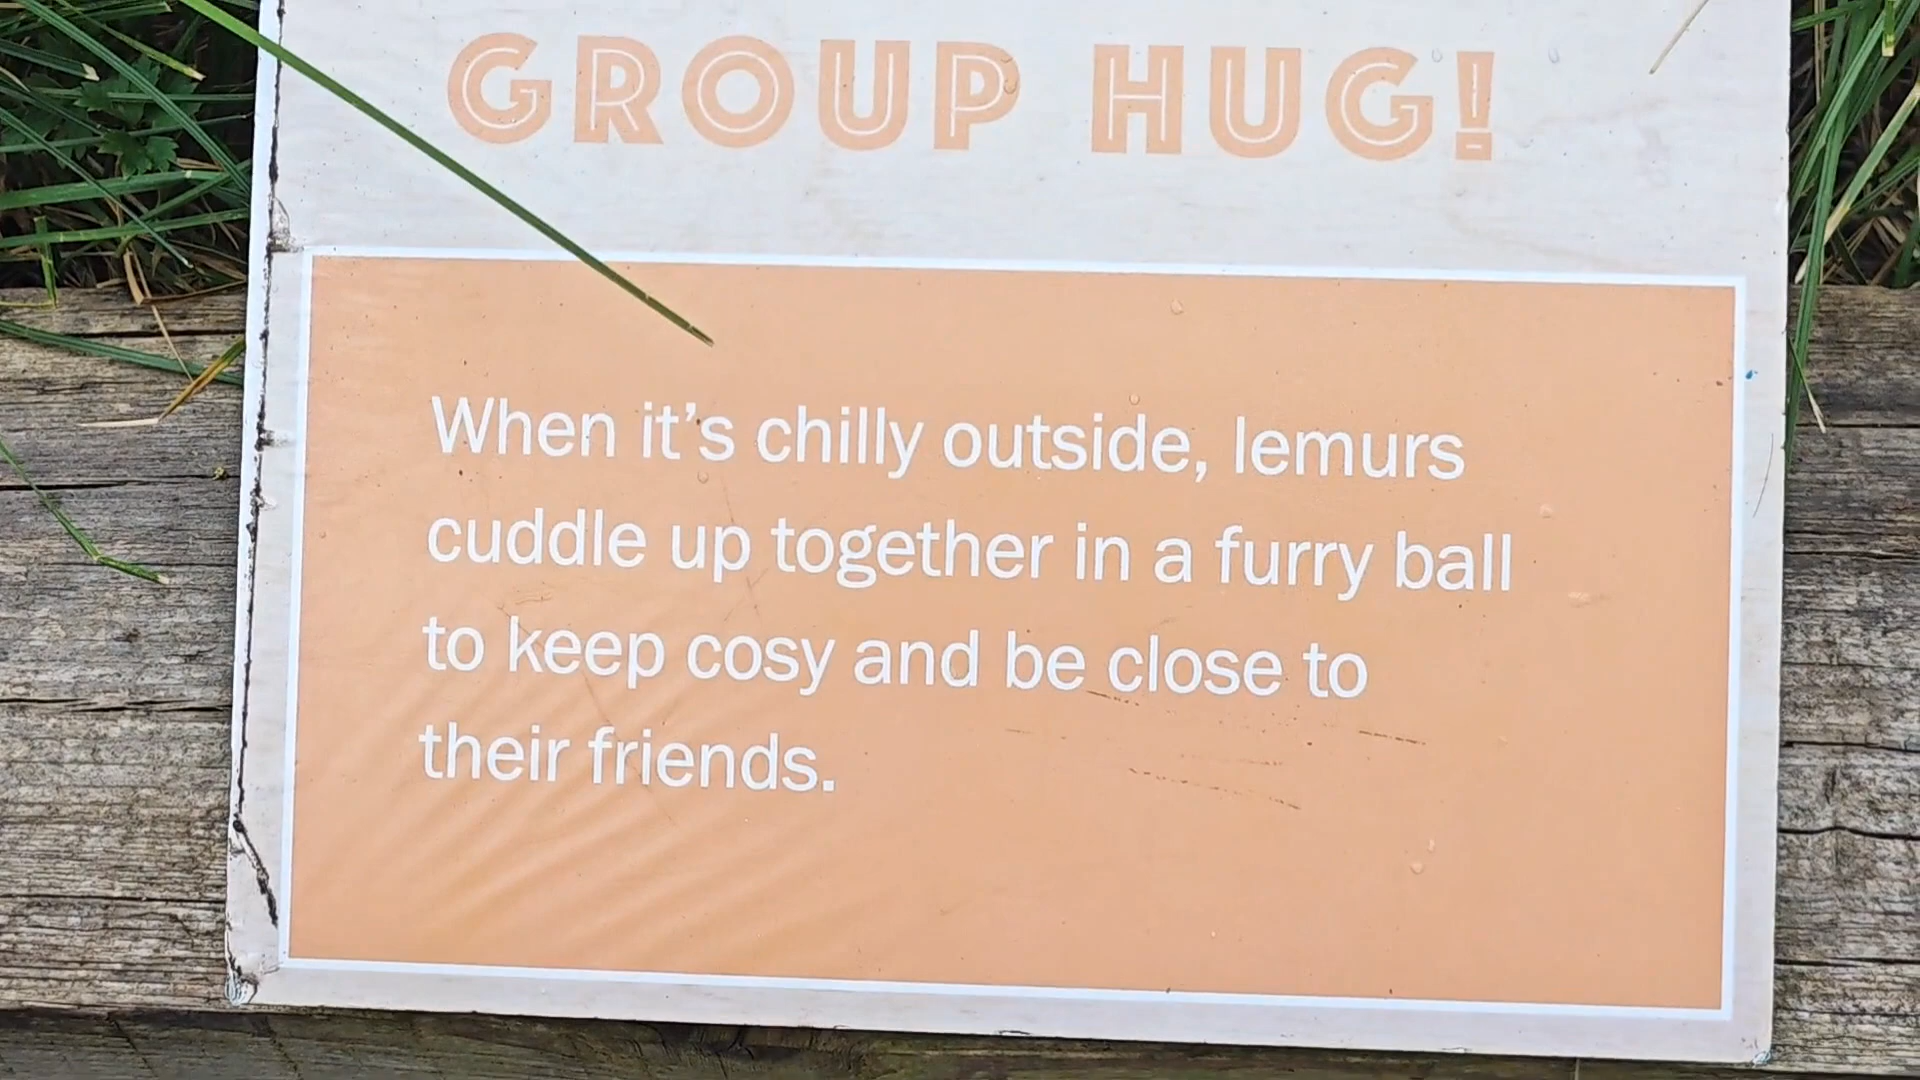 GROUP HUG!
When it's chilly outside, lemurs
cuddle up together in a furry ball
to keep cosy and be close to
their friends.